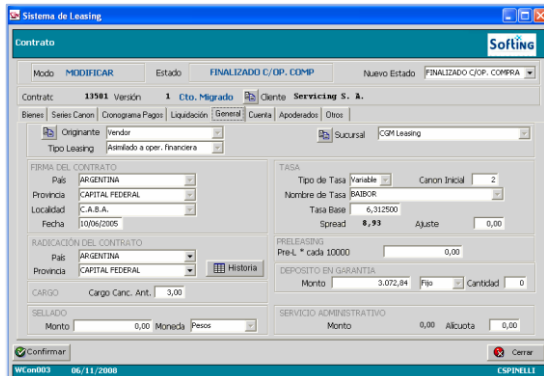 Sistema de Leasing
Contrato
Softing
Modo MODIFICAR Estado FINALIZADO C/OP. COMP Nuevo Estado FINALIZADO C/OP. COMPRA
Contratc 13581 Versión 1 Cto. Migrado Cliente Servicing S. A.
Bienes Series Canon Cronograma Pagos Liquidación General Cuenta Apoderados Otros
Originante Vendor Sucursal CGM Leasing
Tipo Leasing Asimilado a oper. financiera
FIRMA DEL CONTRATO
País ARGENTINA
Provincia CAPITAL FEDERAL
Localidad C.A.B.A.
Fecha 10/06/2005
TASA
Tipo de Tasa Variable Canon Inicial 2
Nombre de Tasa BAIBOR
Tasa Base 6,312500
Spread 8,93 Ajuste 0,00
RADICACIÓN DEL CONTRATO
País ARGENTINA
Provincia CAPITAL FEDERAL
Historia
PRELEASING
Pre-L * cada 10000 0,00
CARGO Cargo Canc. Ant. 3,00
DEPOSITO EN GARANTIA
Monto 3.072,84 Fijo Cantidad 0
SELLADO
Monto 0,00 Moneda Pesos
SERVICIO ADMINISTRATIVO
Monto 0,00 Alícuota 0,00
Confirmar Cerrar
WCon003 06/11/2008 CSPINELLI